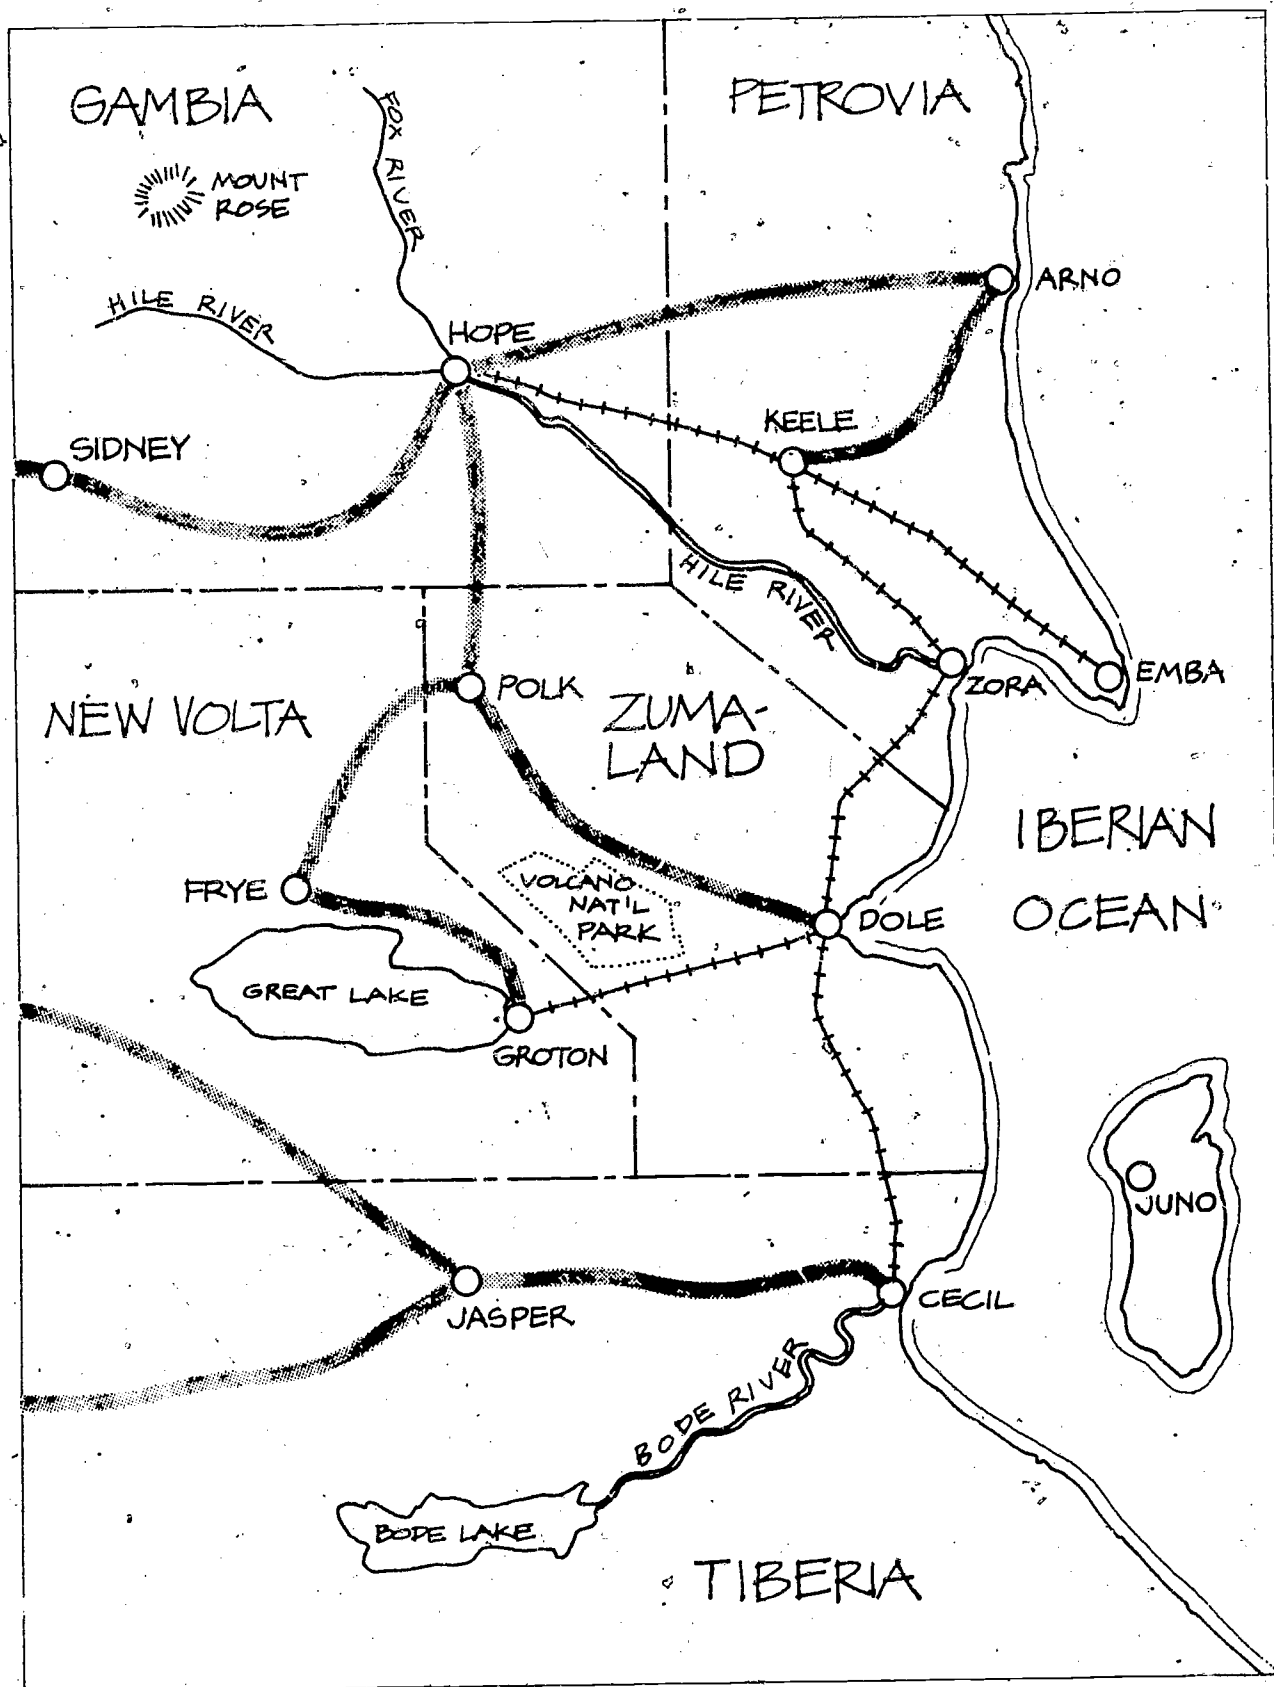 GAMBIA
PETROVIA
FOX RIVER
MOUNT
ROSE
ARNO
HILE RIVER
HOPE
KEELE
SIDNEY
HILE RIVER
EMBA
ZORA
POLK
NEW VOLTA
ZUMA-
LAND
IBERIAN
OCEAN
FRYE
VOLCANO
NAT'L
PARK
DOLE
GREAT LAKE
GROTON
JUNO
CECIL
JASPER
BODE RIVER
BODE LAKE
TIBERIA